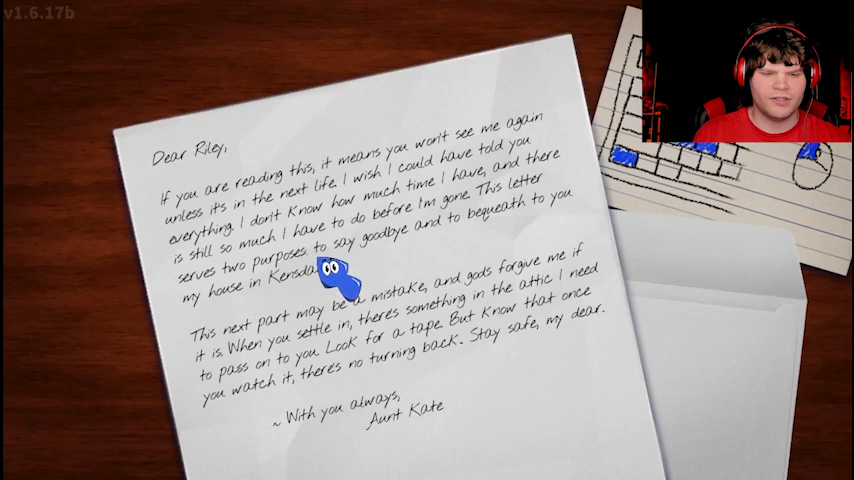 v1.6.17b
Dear Riley,
If you are reading this, it means you won't see me again
unless it's in the next life. I wish I could have told you
everything. I don't know how much time I have, and there
is still so much I have to do before I'm gone. This letter
serves two purposes: to say goodbye and to bequeath to you
my house in Kensda
This next part may be a mistake, and gods forgive me if
it is. When you settle in, there's something in the attic I need
to pass on to you. Look for a tape. But know that once
you watch it, there's no turning back. Stay safe, my dear.
~ With you always,
Aunt Kate